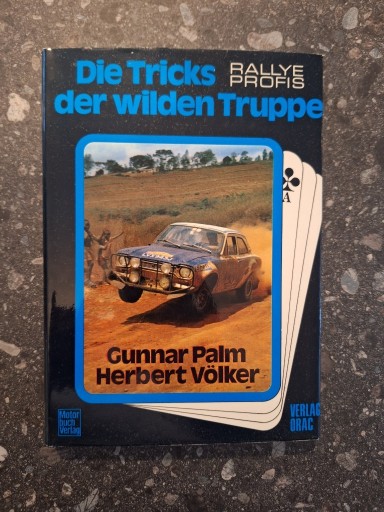 Die Tricks
RALLYE
PROFIS
der wilden Truppe
A
Gunnar Palm
Herbert Völker
Motor
buch
Verlag
VERLAG
ORAC